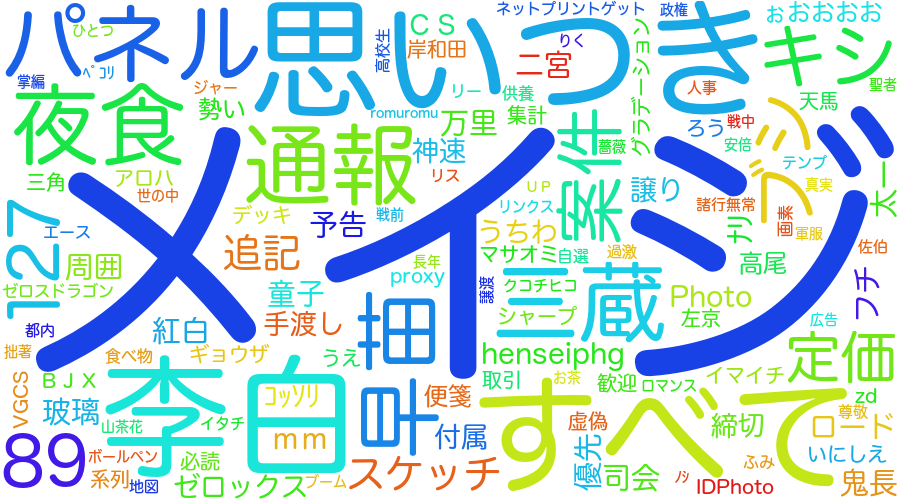 ネットプリントゲット
政権
ひとつ
パネル
思いつき
ぉおおおお
高校生
CS
りく
二宮
キジ
ペコリ
岸和田
グラデーション
聖者
掌編
ジャー
リー
供養
人事
天馬
夜食
勢い
romuromu
万里
集計
ろう
戦中
通報
神速
案件
薔薇
安倍
テンプ
ブシ
三角
アロハ
リス
UP
譲り
真実
太一
世の中
デッキ
予告
戦前
リンクス
諸行無常
画素
軍服
127
エース
追記
うちわ
ナリ
メイジ
周囲
長年
マサオミ
自選
過激
高尾
佐伯
フチ
ゼロスドラゴン
童子
proxy
譲渡
クコチヒコ
三蔵
Photo
都内
紅白
手渡し
早苗
シャープ
左京
広告
拙著
食べ物
ギョウザ
うえ
henseiphg
定価
BJX
李白
コッソリ
取引
お茶
歓迎
ロマンス
イマイチ
VGCS
玻璃
便箋
すべて
zd
尊敬
山茶花
イタチ
mm
付属
虚偽
締切
ロード
89
ボールペン
必読
スケッチ
優先
ふみ
いにしえ
系列
地図
ゼロックス
ブーム
司会
IDPhoto
鬼長